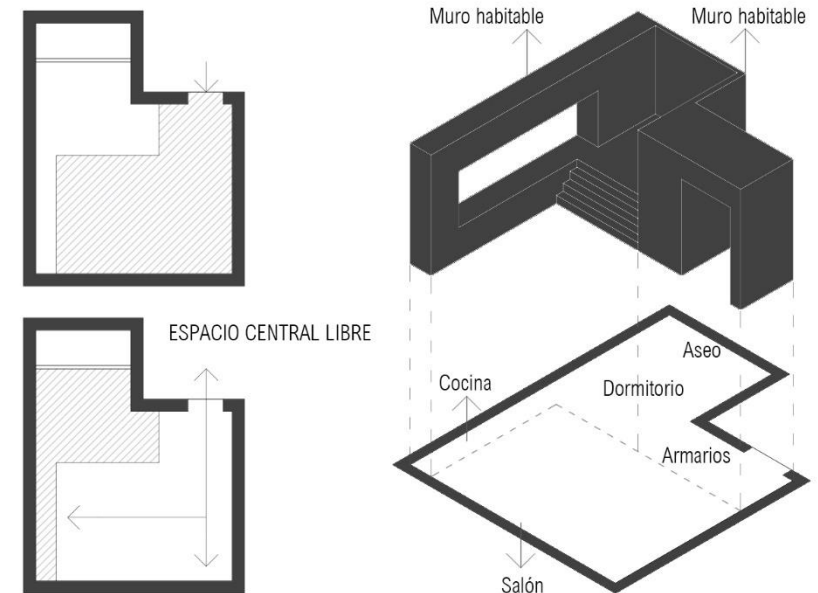 Muro habitable
Muro habitable
ESPACIO CENTRAL LIBRE
Aseo
Cocina
Dormitorio
Armarios
Salón